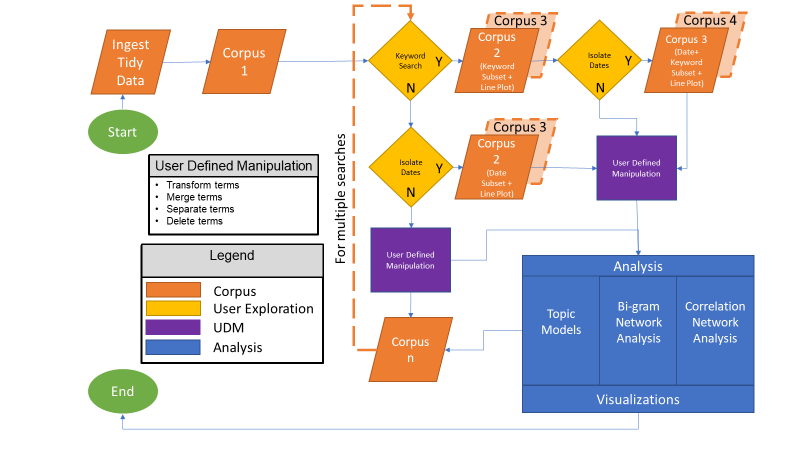 Ingest
Tidy
Data
Corpus
1
Start
Keyword
Search
Y
N
Corpus 3
Corpus
2
(Keyword
Subset +
Line Plot)
Isolate
Dates
Y
N
Corpus 4
Corpus 3
(Date+
Keyword
Subset +
Line Plot)
For multiple searches
Isolate
Dates
Y
N
Corpus 3
Corpus
2
(Date
Subset +
Line Plot)
User Defined
Manipulation
User Defined Manipulation
• Transform terms
• Merge terms
• Separate terms
• Delete terms
User Defined
Manipulation
Legend
Corpus
User Exploration
UDM
Analysis
Corpus
n
Analysis
Topic
Models
Bi-gram
Network
Analysis
Correlation
Network
Analysis
Visualizations
End